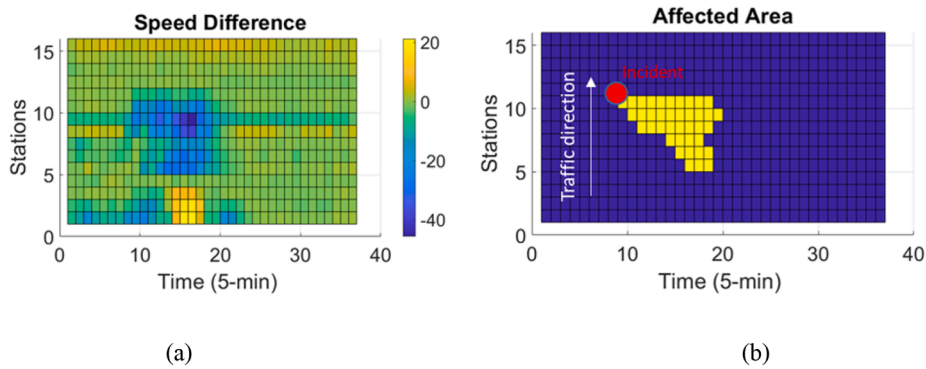 Speed Difference
15
10
5
0
Stations
0
10
20
30
40
Time (5-min)
20
0
-20
-40
(a)
Affected Area
Incident
Traffic direction
15
10
5
0
Stations
0
10
20
30
40
Time (5-min)
(b)